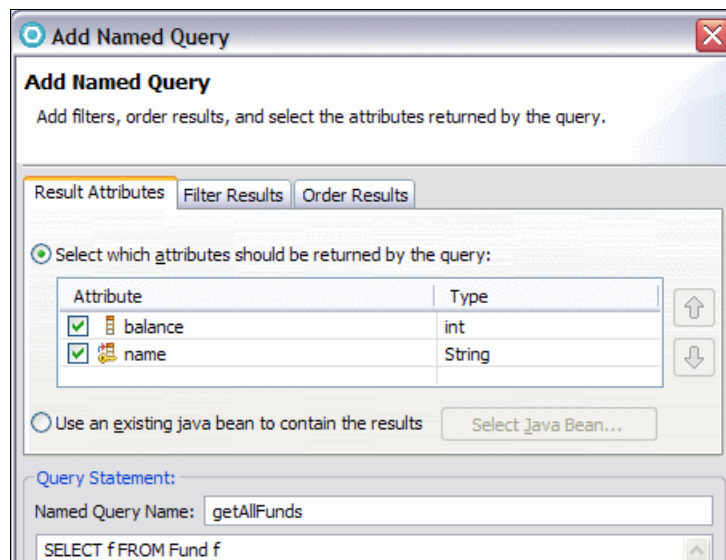 Add Named Query
Add Named Query
Add filters, order results, and select the attributes returned by the query.
Result Attributes Filter Results Order Results
Select which attributes should be returned by the query:
Attribute Type
balance int
name String
Use an existing java bean to contain the results Select Java Bean...
Query Statement:
Named Query Name: getAllFunds
SELECT f FROM Fund f